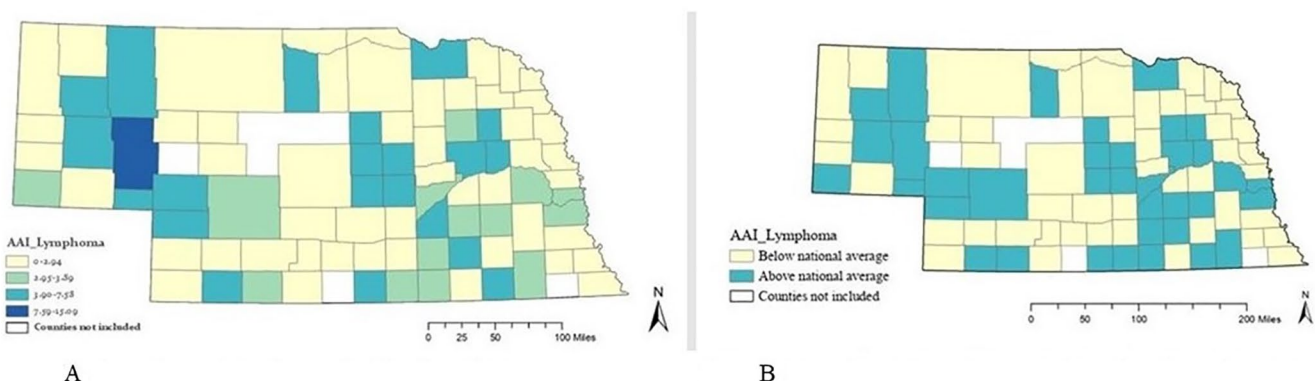 AAI_Lymphoma
0-2.94
2.95-3.89
3.90-7.58
7.59-15.09
Counties not included
N
0 25 50 100 Miles
A
AAI_Lymphoma
Below national average
Above national average
Counties not included
N
0 50 100 200 Miles
B